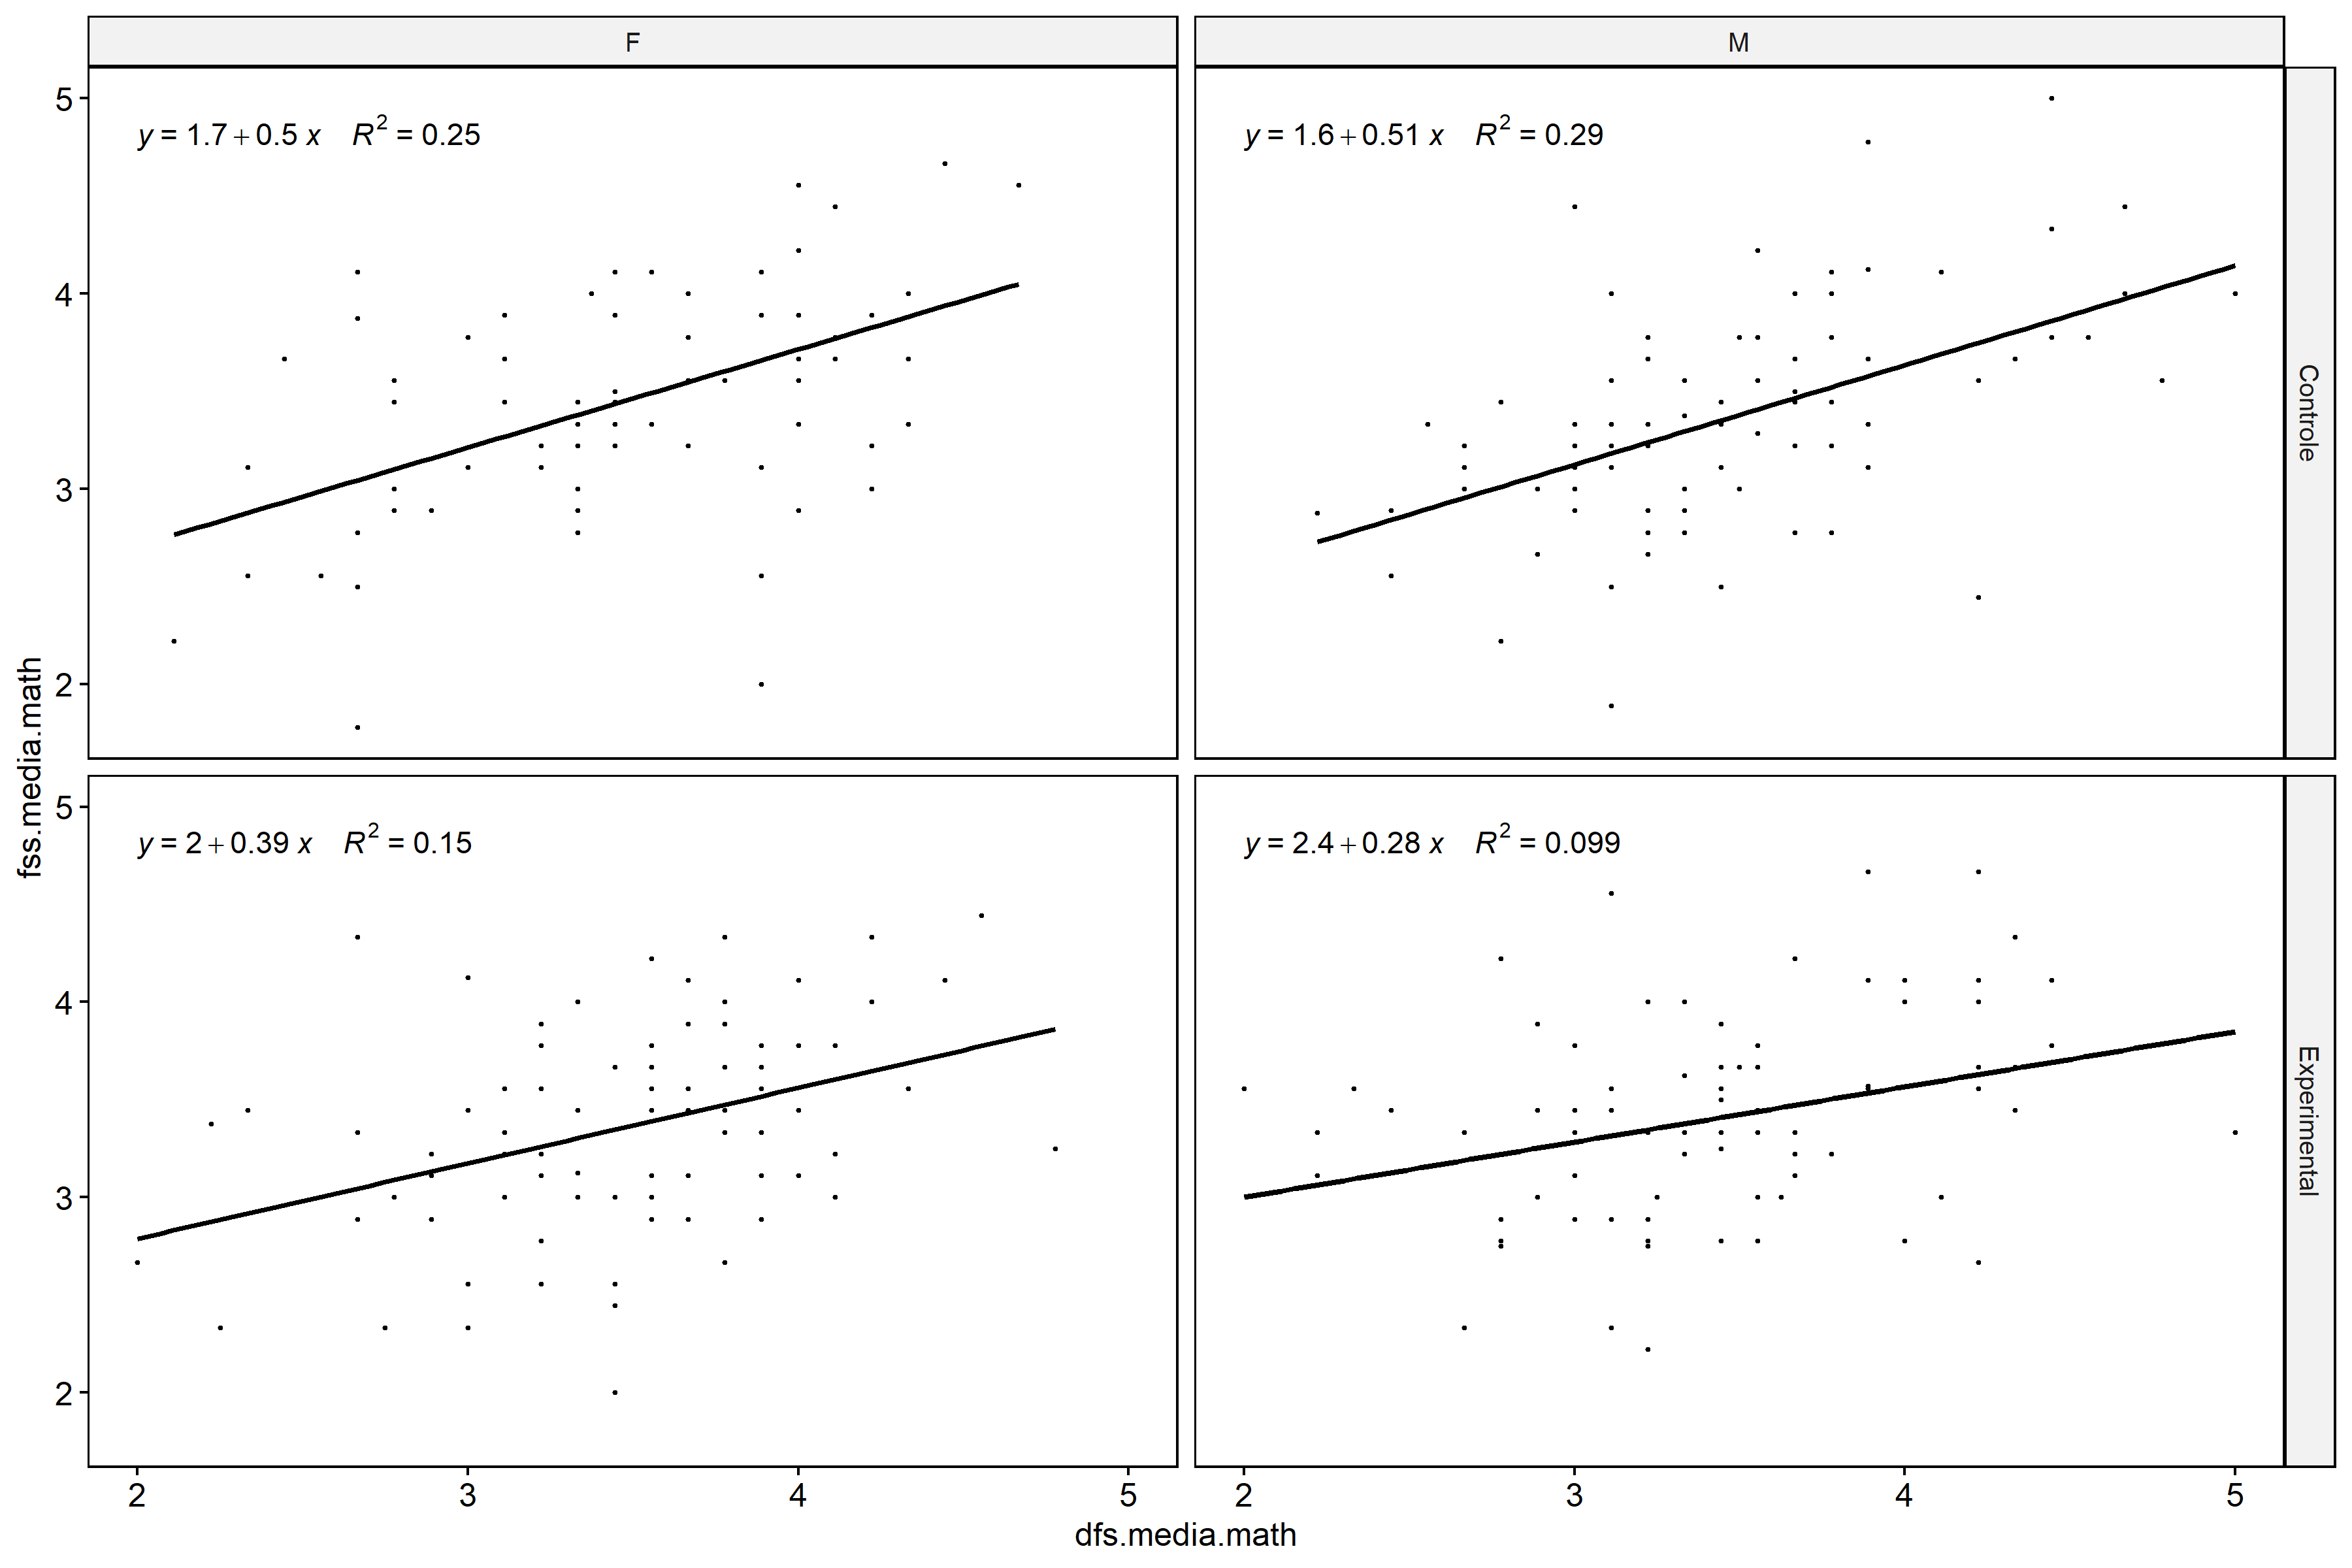 F
M
5
4
3
2
y = 1.7 + 0.5 x R² = 0.25
y = 1.6 + 0.51 x R² = 0.29
Controle
fss.media.math
5
4
3
2
y = 2 + 0.39 x R² = 0.15
y = 2.4 + 0.28 x R² = 0.099
Experimental
2 3 4 5
2 3 4 5
dfs.media.math